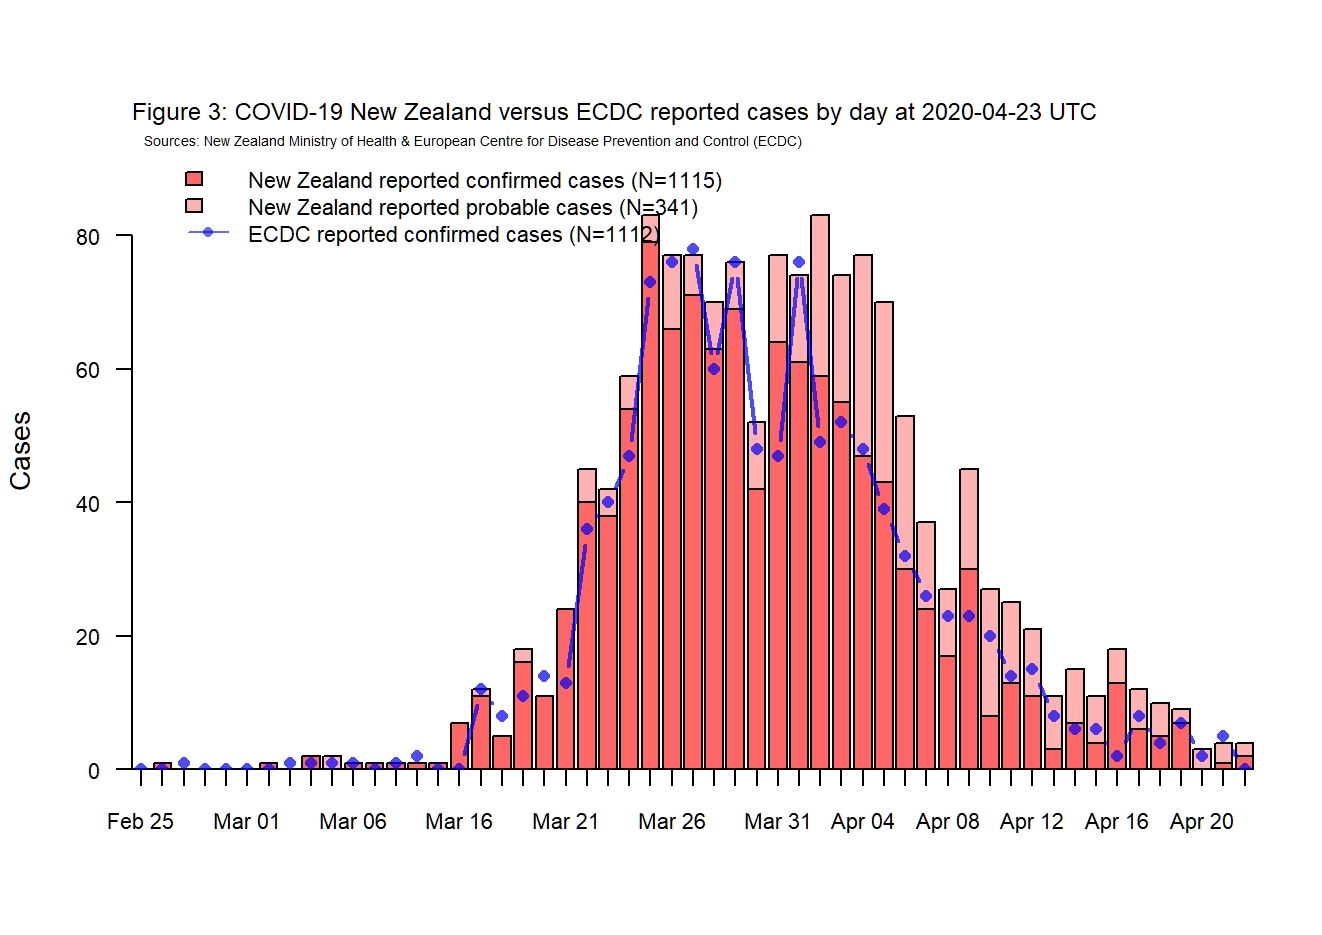 Figure 3: COVID-19 New Zealand versus ECDC reported cases by day at 2020-04-23 UTC
Sources: New Zealand Ministry of Health & European Centre for Disease Prevention and Control (ECDC)
New Zealand reported confirmed cases (N=1115)
New Zealand reported probable cases (N=341)
ECDC reported confirmed cases (N=1112)
80
60
40
20
0
Cases
Feb 25 Mar 01 Mar 06 Mar 16 Mar 21 Mar 26 Mar 31 Apr 04 Apr 08 Apr 12 Apr 16 Apr 20